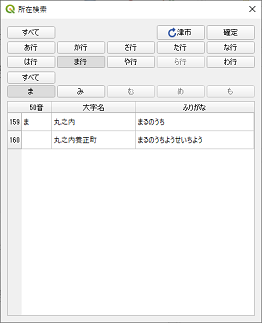 所在検索
すべて 津市 確定
あ行 か行 さ行 た行 な行
は行 ま行 や行 ら行 わ行
すべて
ま み む め も
50音 大字名 ふりがな
159 ま 丸之内 まるのうち
160 丸之内養正町 まるのうちようせいちよう